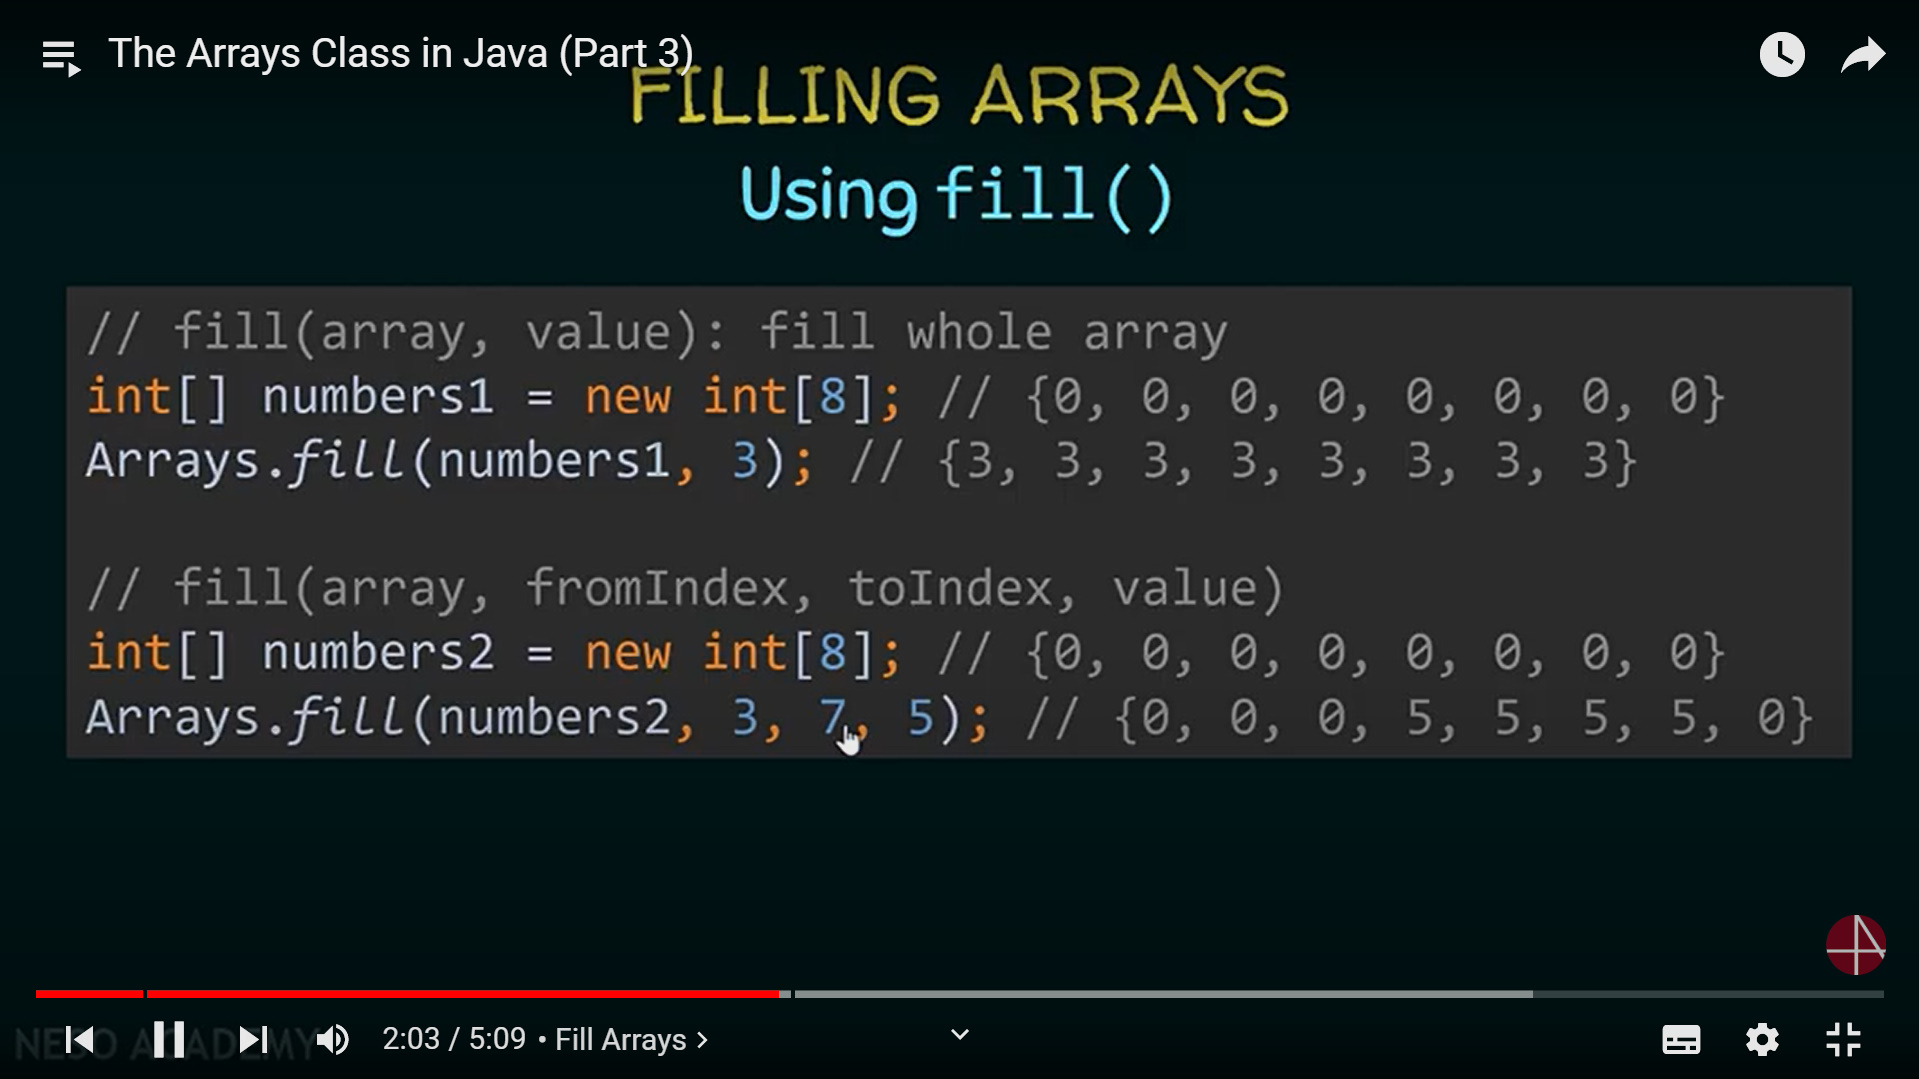 The Arrays Class in Java (Part 3)
FILLING ARRAYS
Using fill()
// fill(array, value): fill whole array
int[] numbers1 = new int[8]; // {0, 0, 0, 0, 0, 0, 0, 0}
Arrays.fill(numbers1, 3); // {3, 3, 3, 3, 3, 3, 3, 3}
// fill(array, fromIndex, toIndex, value)
int[] numbers2 = new int[8]; // {0, 0, 0, 0, 0, 0, 0, 0}
Arrays.fill(numbers2, 3, 7, 5); // {0, 0, 0, 5, 5, 5, 5, 0}
NESO ACADEMY
2:03 / 5:09 • Fill Arrays >